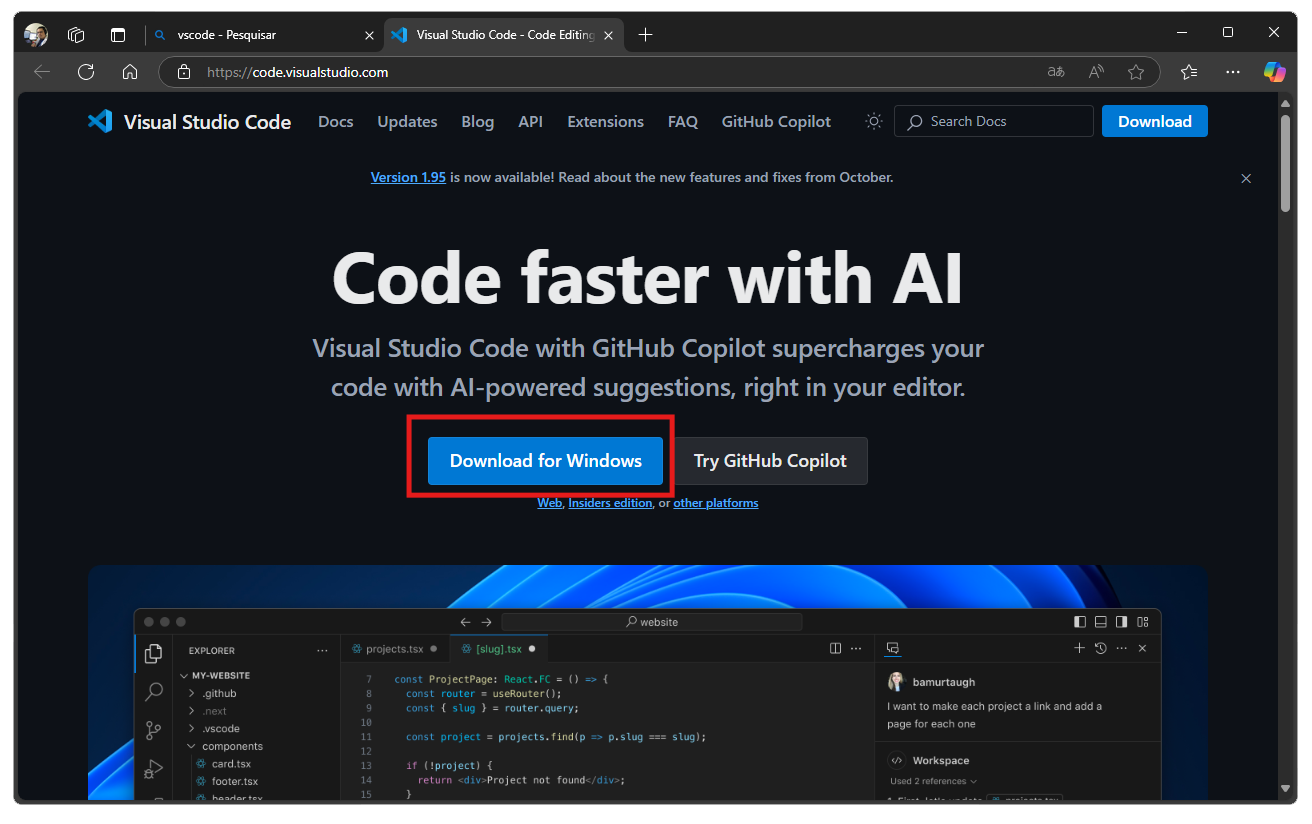 vscode - Pesquisar
Visual Studio Code - Code Editing
https://code.visualstudio.com
Visual Studio Code Docs Updates Blog API Extensions FAQ GitHub Copilot Search Docs Download
Version 1.95 is now available! Read about the new features and fixes from October.
Code faster with AI
Visual Studio Code with GitHub Copilot supercharges your
code with AI-powered suggestions, right in your editor.
Download for Windows
Try GitHub Copilot
Web, Insiders edition, or other platforms
website
EXPLORER
MY-WEBSITE
.github
.next
.vscode
components
card.tsx
footer.tsx
header.tsx
projects.tsx
[slug].tsx
7 const ProjectPage: React.FC = () => {
8 const router = useRouter();
9 const { slug } = router.query;
10
11 const project = projects.find(p => p.slug === slug);
12
13 if (!project) {
14 return <div>Project not found</div>;
15 }
bamurtaugh
I want to make each project a link and add a
page for each one
Workspace
Used 2 references
1. First, let's update projects.tsx